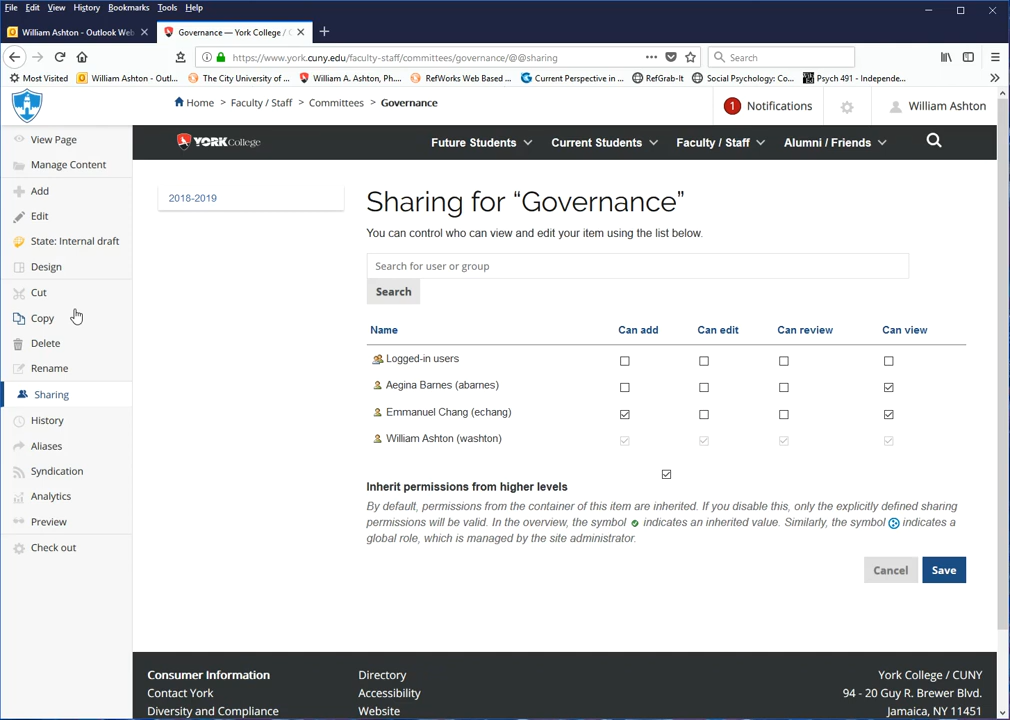 File Edit View History Bookmarks Tools Help
William Ashton - Outlook Web
Governance — York College / C
https://www.york.cuny.edu/faculty-staff/committees/governance/@@sharing
Search
Most Visited
William Ashton - Outl...
The City University of ...
William A. Ashton, Ph....
RefWorks Web Based ...
Current Perspective in ...
RefGrab-It
Social Psychology: Co...
Psych 491 - Independe...
Home > Faculty / Staff > Committees > Governance
1 Notifications
William Ashton
View Page
Manage Content
Add
Edit
State: Internal draft
Design
Cut
Copy
Delete
Rename
Sharing
History
Aliases
Syndication
Analytics
Preview
Check out
YORK College
Future Students
Current Students
Faculty / Staff
Alumni / Friends
2018-2019
Sharing for “Governance”
You can control who can view and edit your item using the list below.
Search for user or group
Search
Name Can add Can edit Can review Can view
Logged-in users
Aegina Barnes (abarnes)
Emmanuel Chang (echang)
William Ashton (washton)
Inherit permissions from higher levels
By default, permissions from the container of this item are inherited. If you disable this, only the explicitly defined sharing
permissions will be valid. In the overview, the symbol indicates an inherited value. Similarly, the symbol indicates a
global role, which is managed by the site administrator.
Cancel
Save
Consumer Information
Contact York
Diversity and Compliance
Directory
Accessibility
Website
York College / CUNY
94 - 20 Guy R. Brewer Blvd.
Jamaica, NY 11451